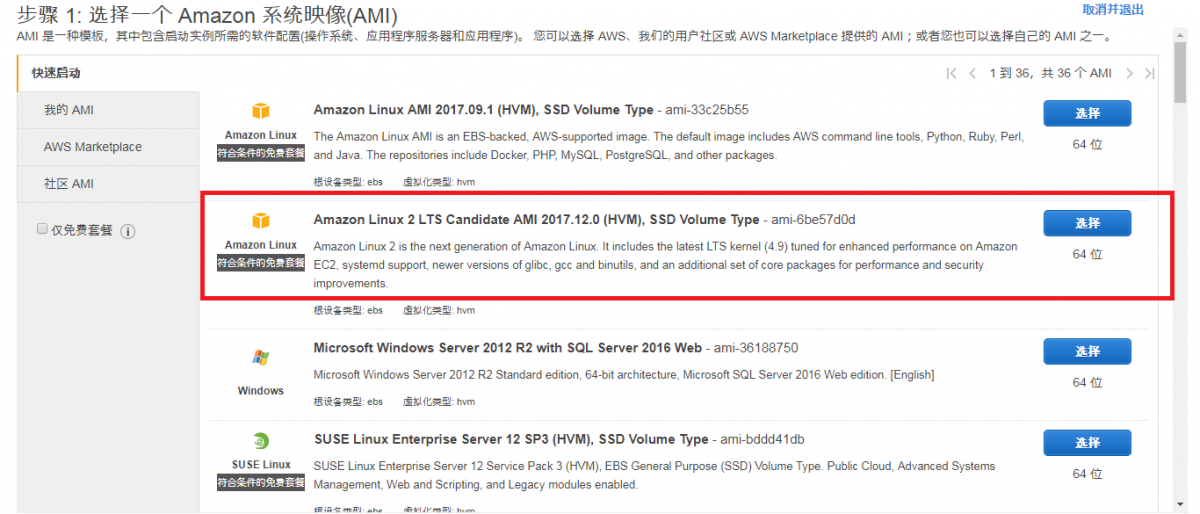 步骤 1: 选择一个 Amazon 系统映像(AMI)
取消并退出
AMI 是一种模板，其中包含启动实例所需的软件配置(操作系统、应用程序服务器和应用程序)。 您可以选择 AWS、我们的用户社区或 AWS Marketplace 提供的 AMI；或者您也可以选择自己的 AMI 之一。
快速启动
1 到 36，共 36 个 AMI
我的 AMI
AWS Marketplace
社区 AMI
仅免费套餐
Amazon Linux
符合条件的免费套餐
Amazon Linux AMI 2017.09.1 (HVM), SSD Volume Type - ami-33c25b55
The Amazon Linux AMI is an EBS-backed, AWS-supported image. The default image includes AWS command line tools, Python, Ruby, Perl,
and Java. The repositories include Docker, PHP, MySQL, PostgreSQL, and other packages.
根设备类型: ebs 虚拟化类型: hvm
选择
64 位
Amazon Linux
符合条件的免费套餐
Amazon Linux 2 LTS Candidate AMI 2017.12.0 (HVM), SSD Volume Type - ami-6be57d0d
Amazon Linux 2 is the next generation of Amazon Linux. It includes the latest LTS kernel (4.9) tuned for enhanced performance on Amazon
EC2, systemd support, newer versions of glibc, gcc and binutils, and an additional set of core packages for performance and security
improvements.
根设备类型: ebs 虚拟化类型: hvm
选择
64 位
Windows
Microsoft Windows Server 2012 R2 with SQL Server 2016 Web - ami-36188750
Microsoft Windows Server 2012 R2 Standard edition, 64-bit architecture, Microsoft SQL Server 2016 Web edition. [English]
根设备类型: ebs 虚拟化类型: hvm
选择
64 位
SUSE Linux
符合条件的免费套餐
SUSE Linux Enterprise Server 12 SP3 (HVM), SSD Volume Type - ami-bddd41db
SUSE Linux Enterprise Server 12 Service Pack 3 (HVM), EBS General Purpose (SSD) Volume Type. Public Cloud, Advanced Systems
Management, Web and Scripting, and Legacy modules enabled.
根设备类型: ebs 虚拟化类型: hvm
选择
64 位